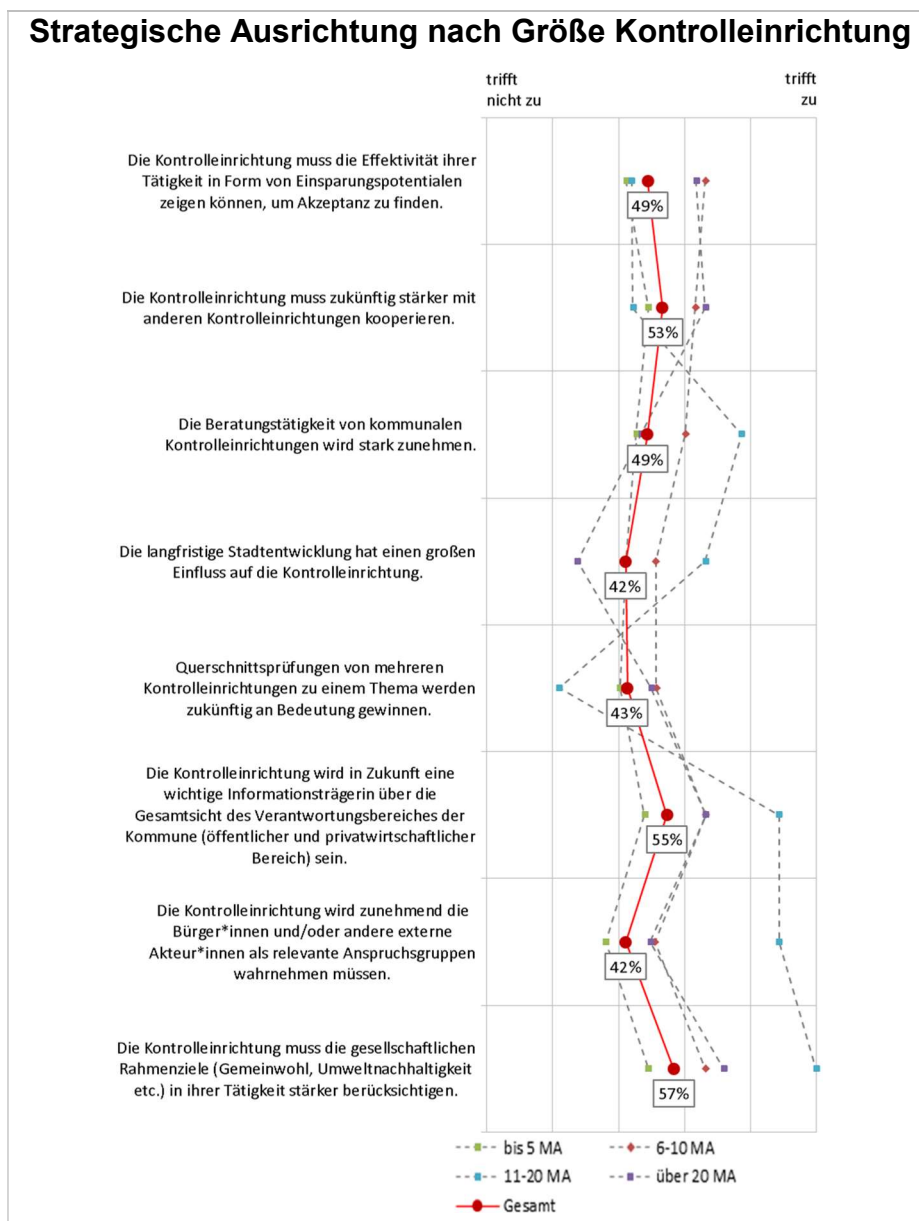 Strategische Ausrichtung nach Größe Kontrolleinrichtung
trifft
nicht zu
trifft
zu
Die Kontrolleinrichtung muss die Effektivität ihrer
Tätigkeit in Form von Einsparungspotentialen
zeigen können, um Akzeptanz zu finden.
49%
Die Kontrolleinrichtung muss zukünftig stärker mit
anderen Kontrolleinrichtungen kooperieren.
53%
Die Beratungstätigkeit von kommunalen
Kontrolleinrichtungen wird stark zunehmen.
49%
Die langfristige Stadtentwicklung hat einen großen
Einfluss auf die Kontrolleinrichtung.
42%
Querschnittsprüfungen von mehreren
Kontrolleinrichtungen zu einem Thema werden
zukünftig an Bedeutung gewinnen.
43%
Die Kontrolleinrichtung wird in Zukunft eine
wichtige Informationsträgerin über die
Gesamtsicht des Verantwortungsbereiches der
Kommune (öffentlicher und privatwirtschaftlicher
Bereich) sein.
55%
Die Kontrolleinrichtung wird zunehmend die
Bürger*innen und/oder andere externe
Akteur*innen als relevante Anspruchsgruppen
wahrnehmen müssen.
42%
Die Kontrolleinrichtung muss die gesellschaftlichen
Rahmenziele (Gemeinwohl, Umweltnachhaltigkeit
etc.) in ihrer Tätigkeit stärker berücksichtigen.
57%
bis 5 MA
6-10 MA
11-20 MA
über 20 MA
Gesamt